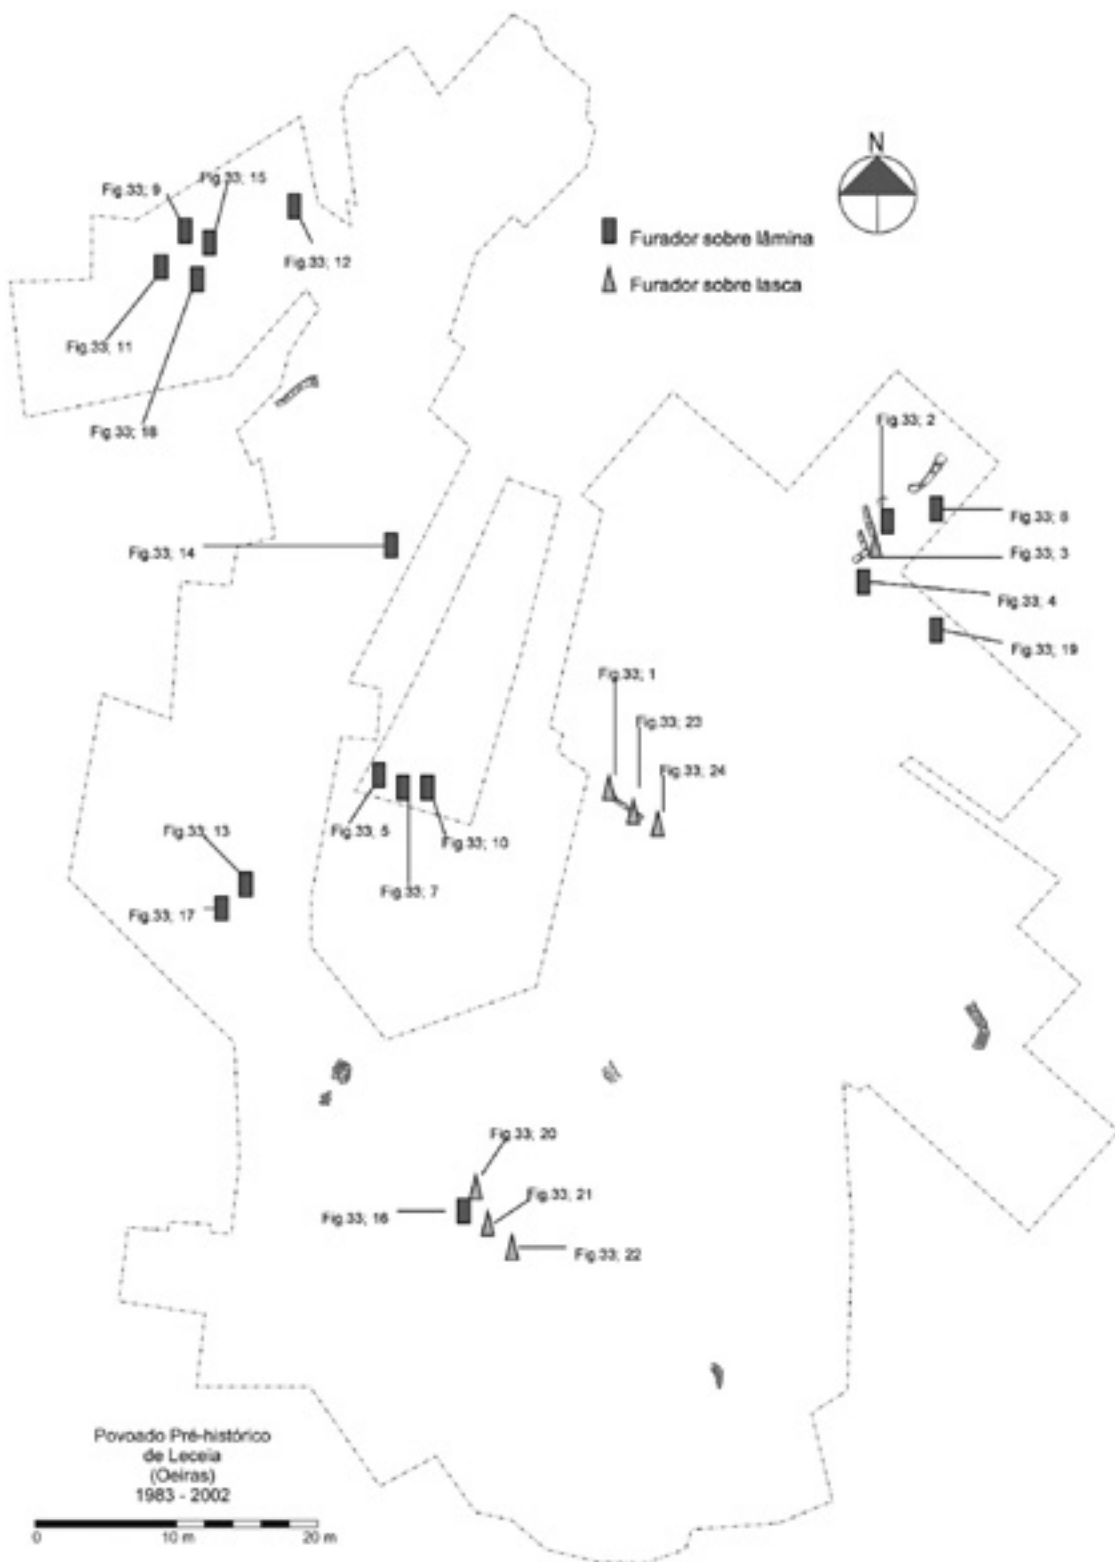 N
Fig.33; 9
Fig.33; 15
Furador sobre lâmina
Fig.33; 12
Furador sobre lasca
Fig.33; 11
Fig.33; 18
Fig.33; 2
Fig.33; 8
Fig.33; 14
Fig.33; 3
Fig.33; 4
Fig.33; 19
Fig.33; 1
Fig.33; 23
Fig.33; 24
Fig.33; 13
Fig.33; 5
Fig.33; 10
Fig.33; 7
Fig.33; 17
Fig.33; 20
Fig.33; 21
Fig.33; 16
Fig.33; 22
Povoado Pré-histórico
de Leceia
(Oeiras)
1983 - 2002
0 10 m 20 m